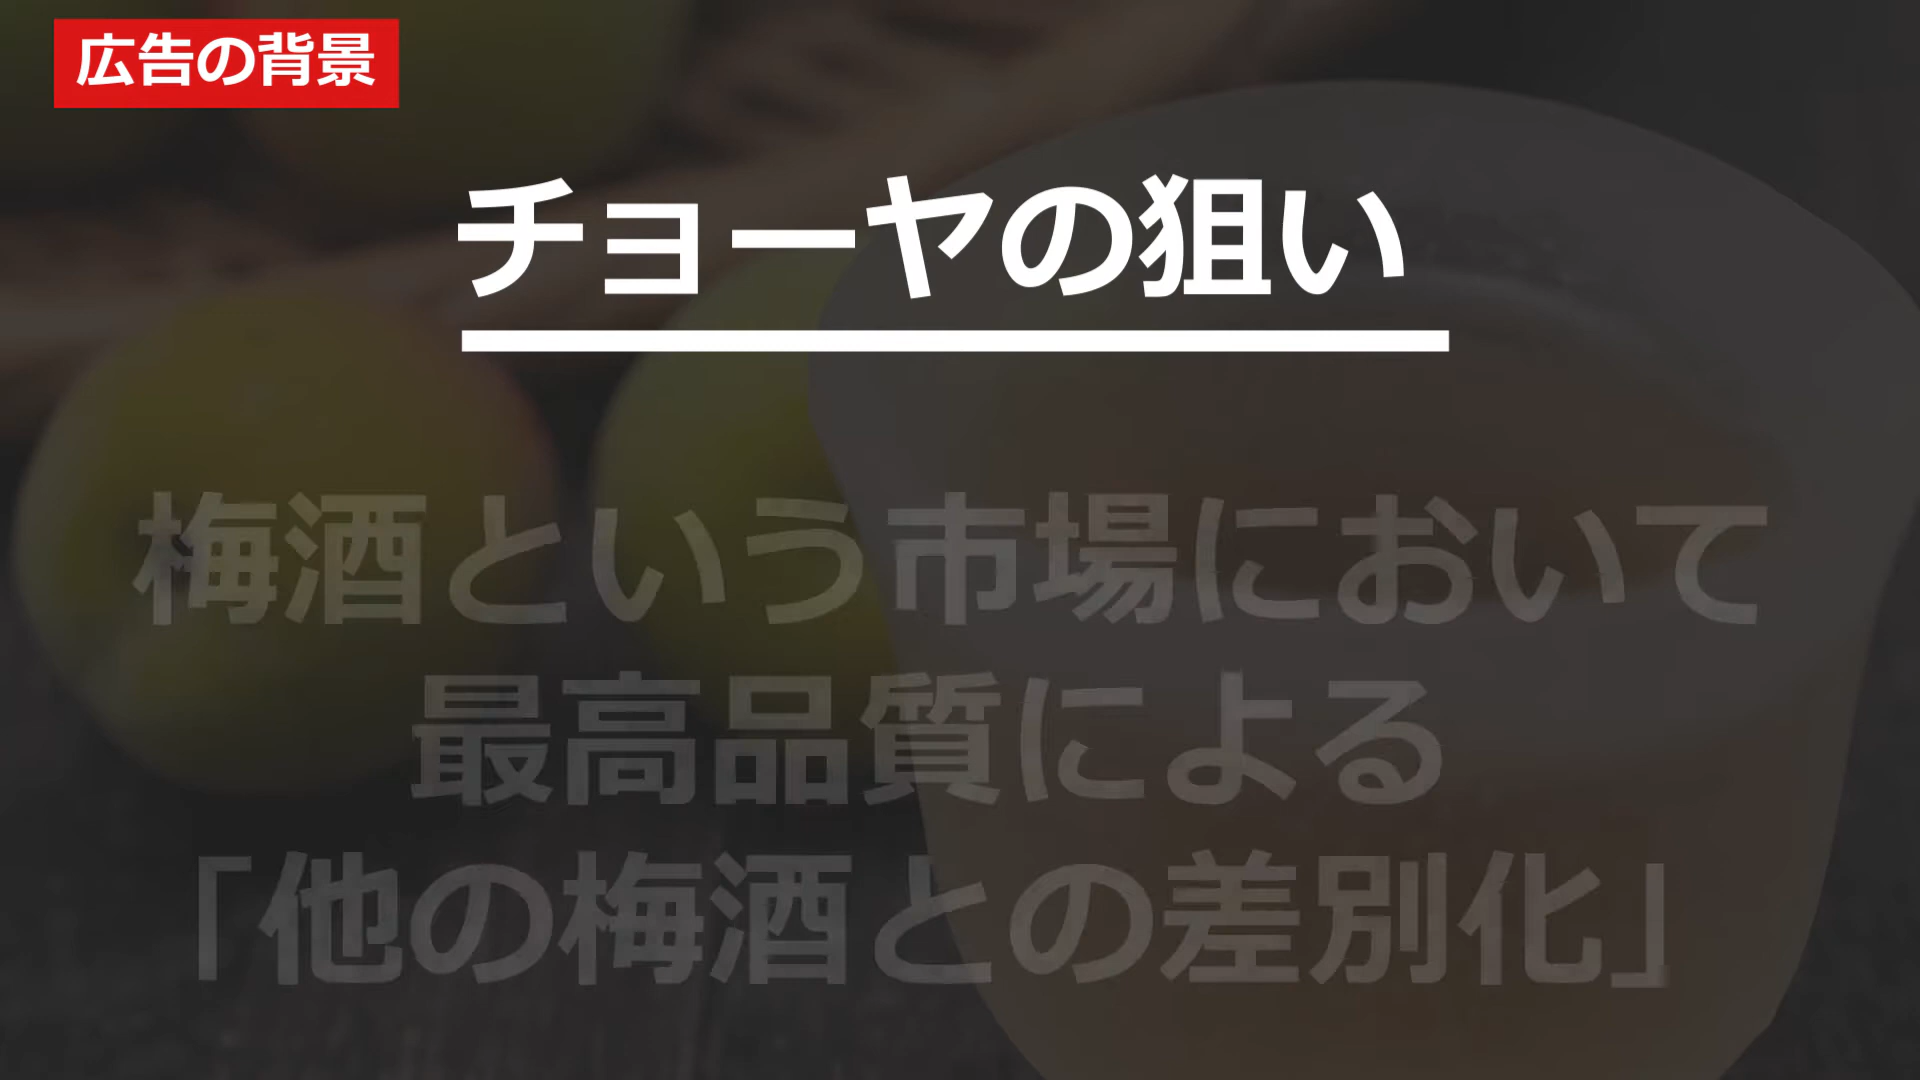 広告の背景
チョーヤの狙い
梅酒という市場において
最高品質による
「他の梅酒との差別化」